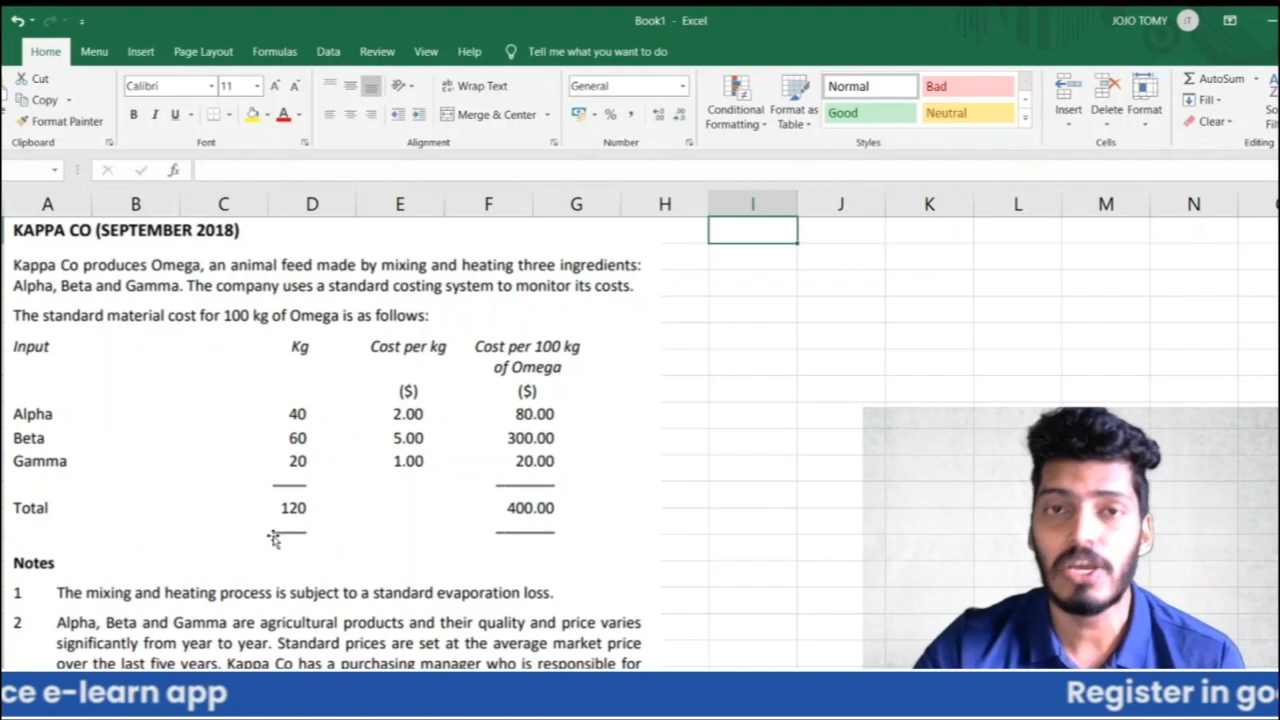 Book1 - Excel
JOJO TOMY
JT
Home Menu Insert Page Layout Formulas Data Review View Help Tell me what you want to do
Cut
Copy
Format Painter
Clipboard
Calibri 11
B I U
Font
Wrap Text
Merge & Center
Alignment
General
Number
Conditional Formatting
Format as Table
Normal Bad
Good Neutral
Styles
Insert Delete Format
Cells
AutoSum
Fill
Clear
Editing
A B C D E F G H I J K L M N
KAPPA CO (SEPTEMBER 2018)
Kappa Co produces Omega, an animal feed made by mixing and heating three ingredients:
Alpha, Beta and Gamma. The company uses a standard costing system to monitor its costs.
The standard material cost for 100 kg of Omega is as follows:
Input Kg Cost per kg Cost per 100 kg
of Omega
($) ($)
Alpha 40 2.00 80.00
Beta 60 5.00 300.00
Gamma 20 1.00 20.00
Total 120 400.00
Notes
1 The mixing and heating process is subject to a standard evaporation loss.
2 Alpha, Beta and Gamma are agricultural products and their quality and price varies
significantly from year to year. Standard prices are set at the average market price
over the last five years. Kappa Co has a purchasing manager who is responsible for
ce e-learn app Register in go